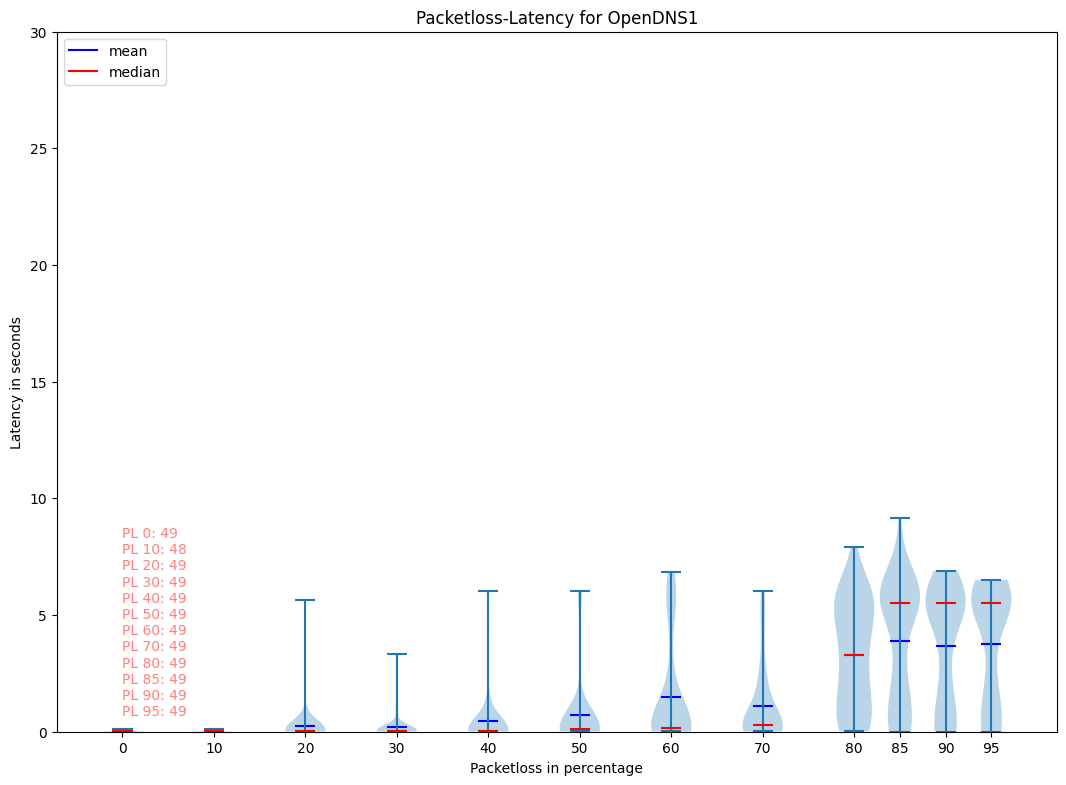 Packetloss-Latency for OpenDNS1
mean
median
30
25
20
15
10
5
0
Latency in seconds
PL 0: 49
PL 10: 48
PL 20: 49
PL 30: 49
PL 40: 49
PL 50: 49
PL 60: 49
PL 70: 49
PL 80: 49
PL 85: 49
PL 90: 49
PL 95: 49
0 10 20 30 40 50 60 70 80 85 90 95
Packetloss in percentage